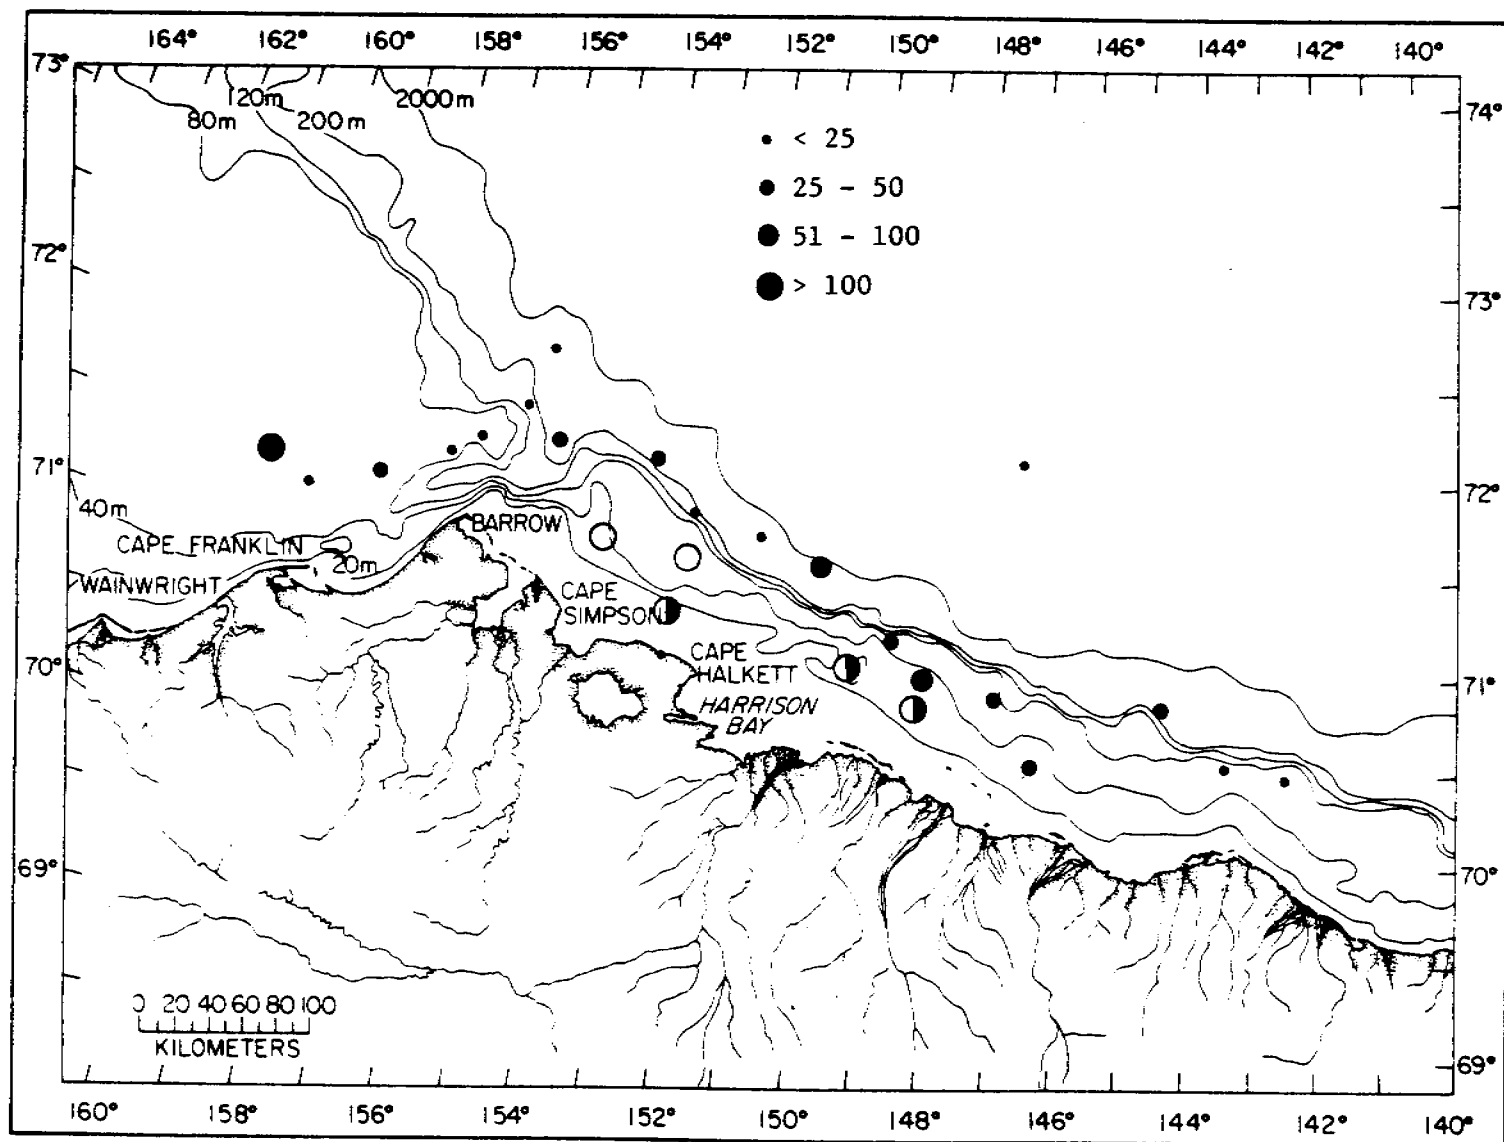 164° 162° 160° 158° 156° 154° 152° 150° 148° 146° 144° 142° 140°
73°
74°
120m
2000m
80m
200m
< 25
25 - 50
51 - 100
> 100
72°
73°
71°
72°
40m
BARROW
CAPE FRANKLIN
20m
WAINWRIGHT
CAPE
SIMPSON
70°
CAPE
HALKETT
71°
HARRISON
BAY
69°
70°
0 20 40 60 80 100
KILOMETERS
69°
160° 158° 156° 154° 152° 150° 148° 146° 144° 142° 140°